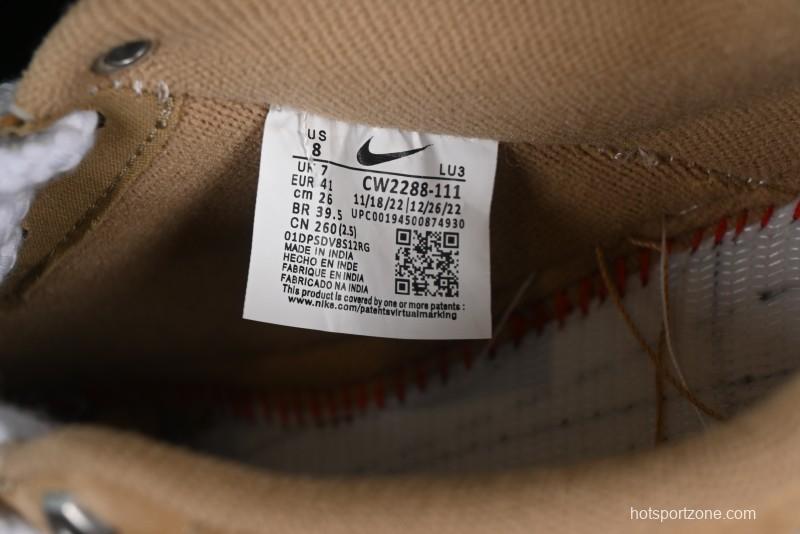 US
8
UK 7
EUR 41
cm 26
BR 39.5
CN 260 (2.5)
LU3
CW2288-111
11/18/22 | 12/26/22
UPC00194500874930
01DPSDV8S12RG
MADE IN INDIA
HECHO EN INDE
FABRIQUE EN INDIA
FABRICADO NA INDIA
This product is covered by one or more patents :
www.nike.com/patentsvirtualmarking
hotsportzone.com